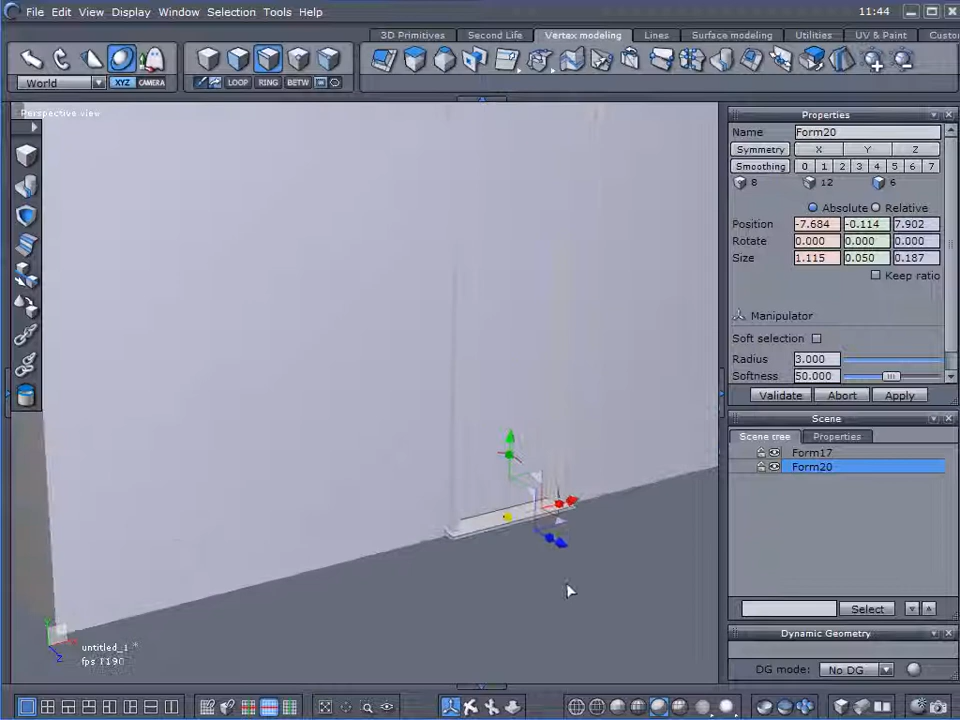 File Edit View Display Window Selection Tools Help 11:44
3D Primitives Second Life Vertex modeling Lines Surface modeling Utilities UV & Paint Custo
World XYZ CAMERA LOOP RING BETW
Perspective view
Properties
Name Form20
Symmetry X Y Z
Smoothing 0 1 2 3 4 5 6 7
8 12 6
Absolute Relative
Position -7.684 -0.114 7.902
Rotate 0.000 0.000 0.000
Size 1.115 0.050 0.187
Keep ratio
Manipulator
Soft selection
Radius 3.000
Softness 50.000
Validate Abort Apply
Scene
Scene tree Properties
Form17
Form20
Select
Dynamic Geometry
DG mode: No DG
untitled_1 *
fps 1190